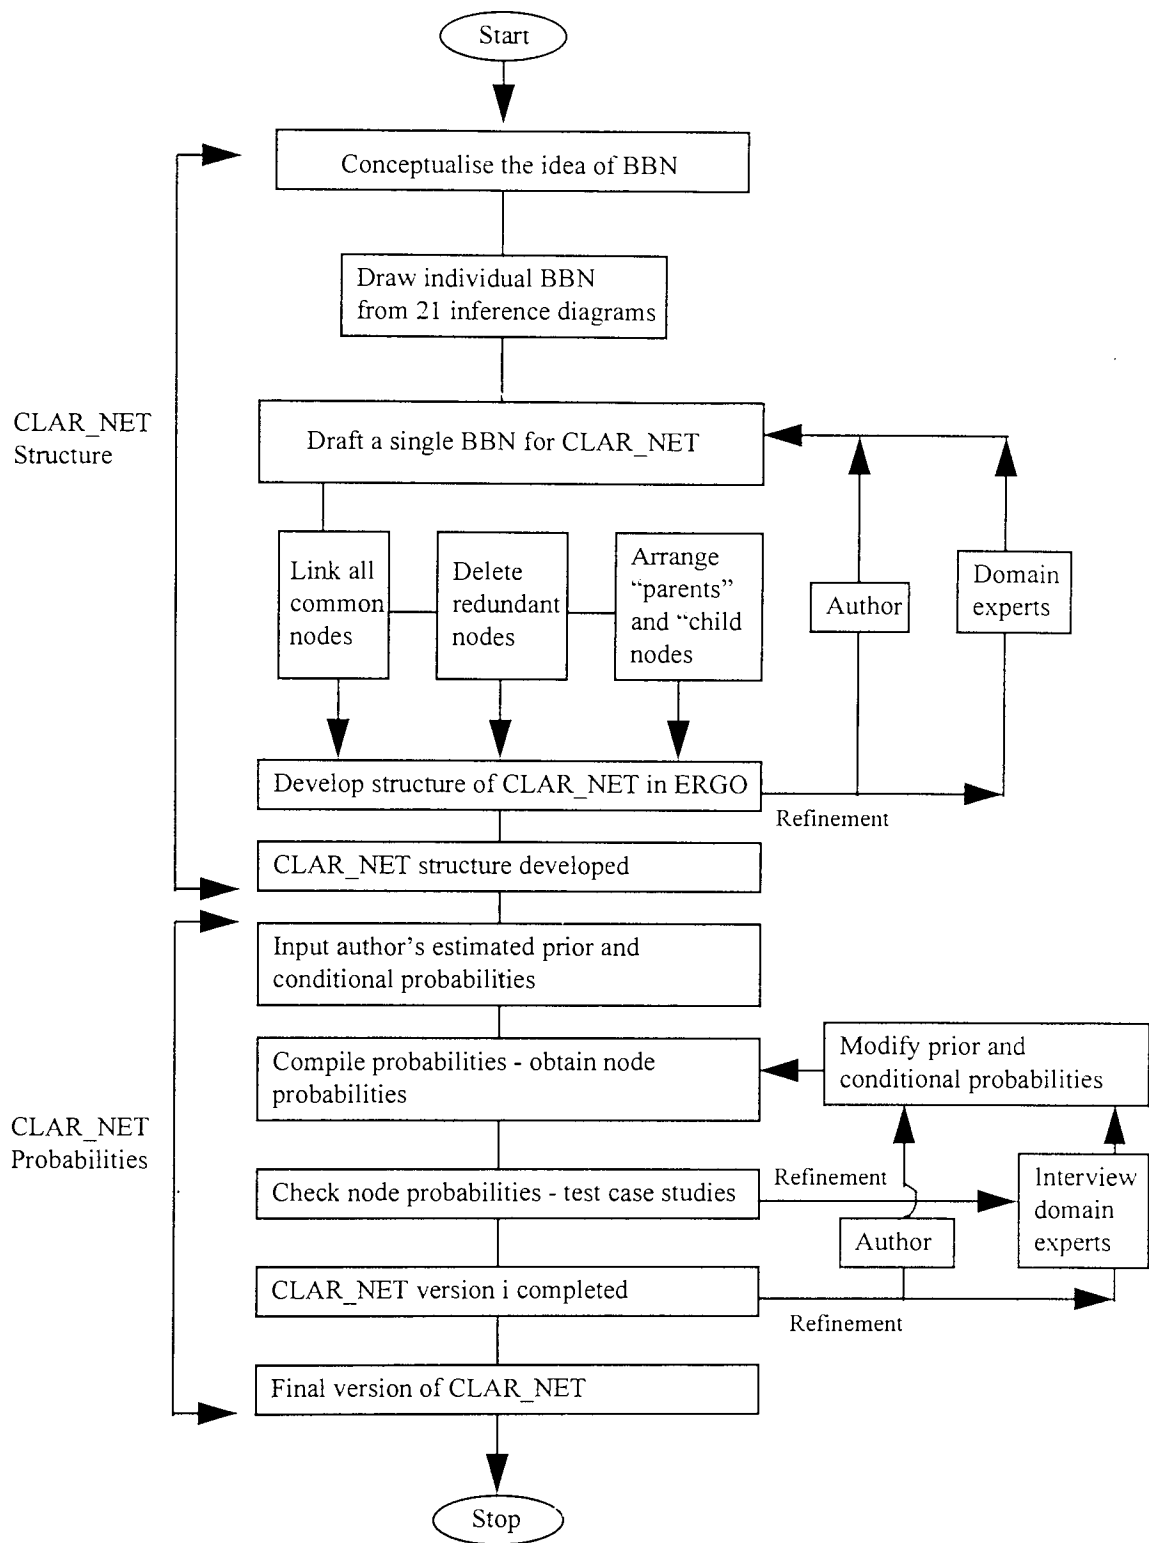 Start
Conceptualise the idea of BBN
Draw individual BBN
from 21 inference diagrams
CLAR_NET
Structure
Draft a single BBN for CLAR_NET
Link all
common
nodes
Delete
redundant
nodes
Arrange
“parents”
and “child
nodes
Author
Domain
experts
Develop structure of CLAR_NET in ERGO
Refinement
CLAR_NET structure developed
Input author’s estimated prior and
conditional probabilities
Compile probabilities - obtain node
probabilities
Modify prior and
conditional probabilities
CLAR_NET
Probabilities
Check node probabilities - test case studies
Refinement
Interview
domain
experts
Author
CLAR_NET version i completed
Refinement
Final version of CLAR_NET
Stop